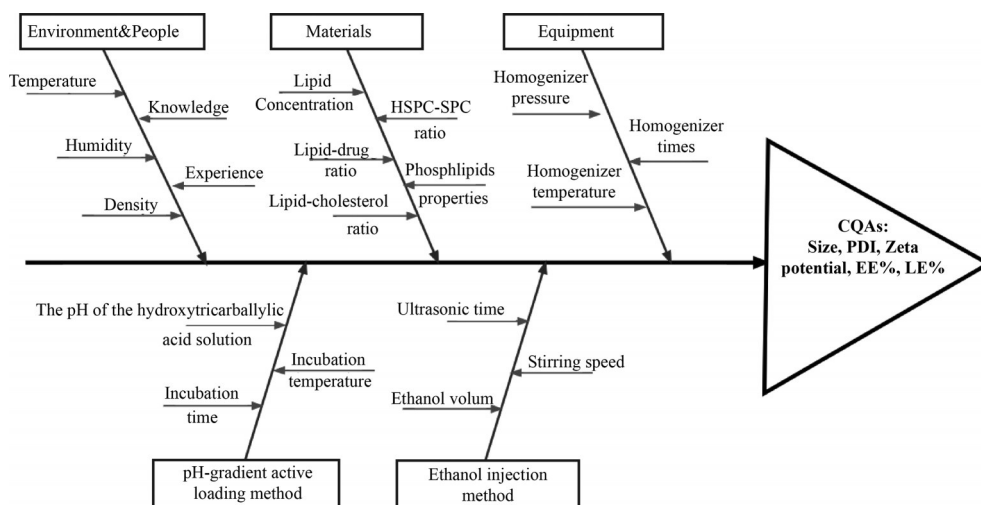 Environment&People
Materials
Equipment
Temperature
Knowledge
Humidity
Experience
Density
Lipid
Concentration
HSPC-SPC
ratio
Lipid-drug
ratio
Phosphlipids
properties
Lipid-cholesterol
ratio
Homogenizer
pressure
Homogenizer
times
Homogenizer
temperature
CQAs:
Size, PDI, Zeta
potential, EE%, LE%
The pH of the hydroxytricarballylic
acid solution
Incubation
temperature
Incubation
time
Ultrasonic time
Stirring speed
Ethanol volum
pH-gradient active
loading method
Ethanol injection
method